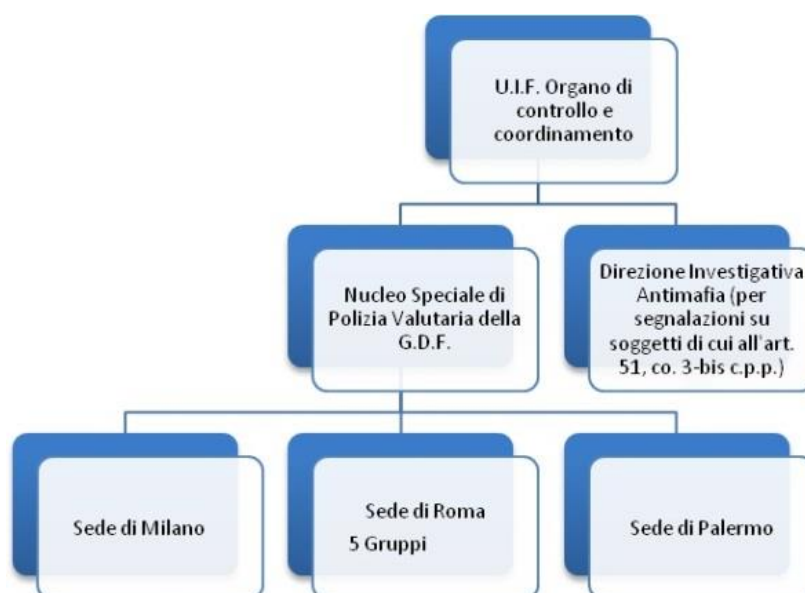 U.I.F. Organo di
controllo e
coordinamento
Nucleo Speciale di
Polizia Valutaria della
G.D.F.
Direzione Investigativa
Antimafia (per
segnalazioni su
soggetti di cui all'art.
51, co. 3-bis c.p.p.)
Sede di Milano
Sede di Roma
5 Gruppi
Sede di Palermo